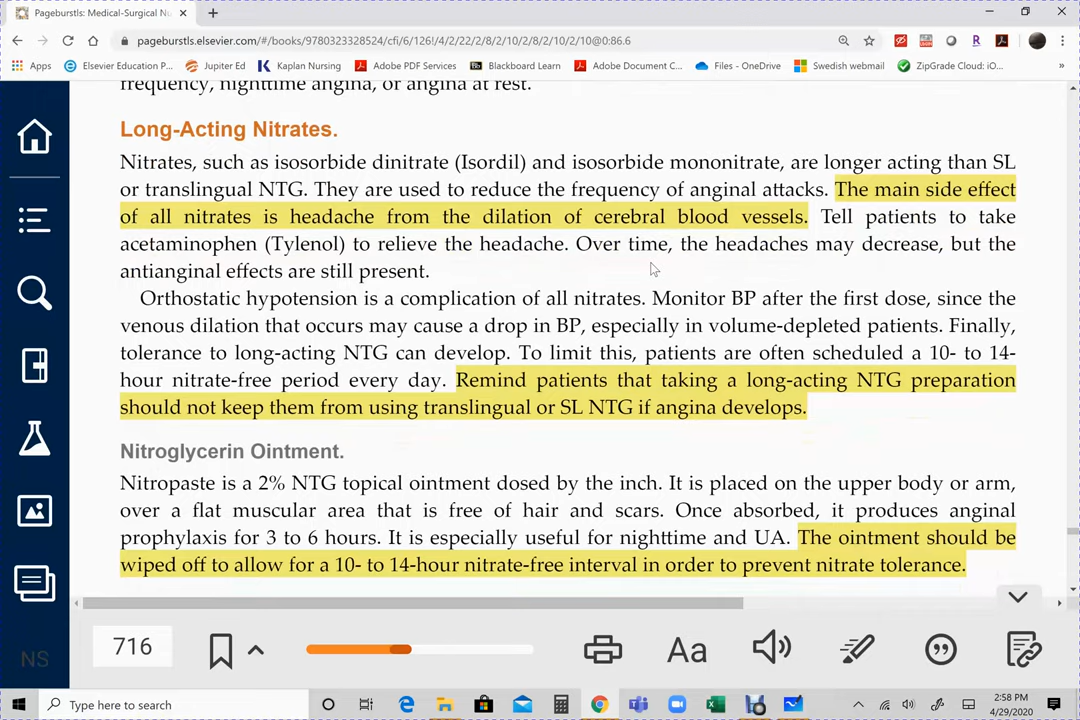 Pageburstls: Medical-Surgical Nu
pageburstls.elsevier.com/#/books/9780323328524/cfi/6/126!/4/2/22/2/8/2/10/2/8/2/10/2/10@0:86.6
Apps Elsevier Education P... Jupiter Ed Kaplan Nursing Adobe PDF Services Bb Blackboard Learn Adobe Document C... Files - OneDrive Swedish webmail ZipGrade Cloud: iO... »
frequency, nighttime angina, or angina at rest.
Long-Acting Nitrates.
Nitrates, such as isosorbide dinitrate (Isordil) and isosorbide mononitrate, are longer acting than SL
or translingual NTG. They are used to reduce the frequency of anginal attacks. The main side effect
of all nitrates is headache from the dilation of cerebral blood vessels. Tell patients to take
acetaminophen (Tylenol) to relieve the headache. Over time, the headaches may decrease, but the
antianginal effects are still present.
Orthostatic hypotension is a complication of all nitrates. Monitor BP after the first dose, since the
venous dilation that occurs may cause a drop in BP, especially in volume-depleted patients. Finally,
tolerance to long-acting NTG can develop. To limit this, patients are often scheduled a 10- to 14-
hour nitrate-free period every day. Remind patients that taking a long-acting NTG preparation
should not keep them from using translingual or SL NTG if angina develops.
Nitroglycerin Ointment.
Nitropaste is a 2% NTG topical ointment dosed by the inch. It is placed on the upper body or arm,
over a flat muscular area that is free of hair and scars. Once absorbed, it produces anginal
prophylaxis for 3 to 6 hours. It is especially useful for nighttime and UA. The ointment should be
wiped off to allow for a 10- to 14-hour nitrate-free interval in order to prevent nitrate tolerance.
NS
716
Aa
Type here to search
2:58 PM
4/29/2020